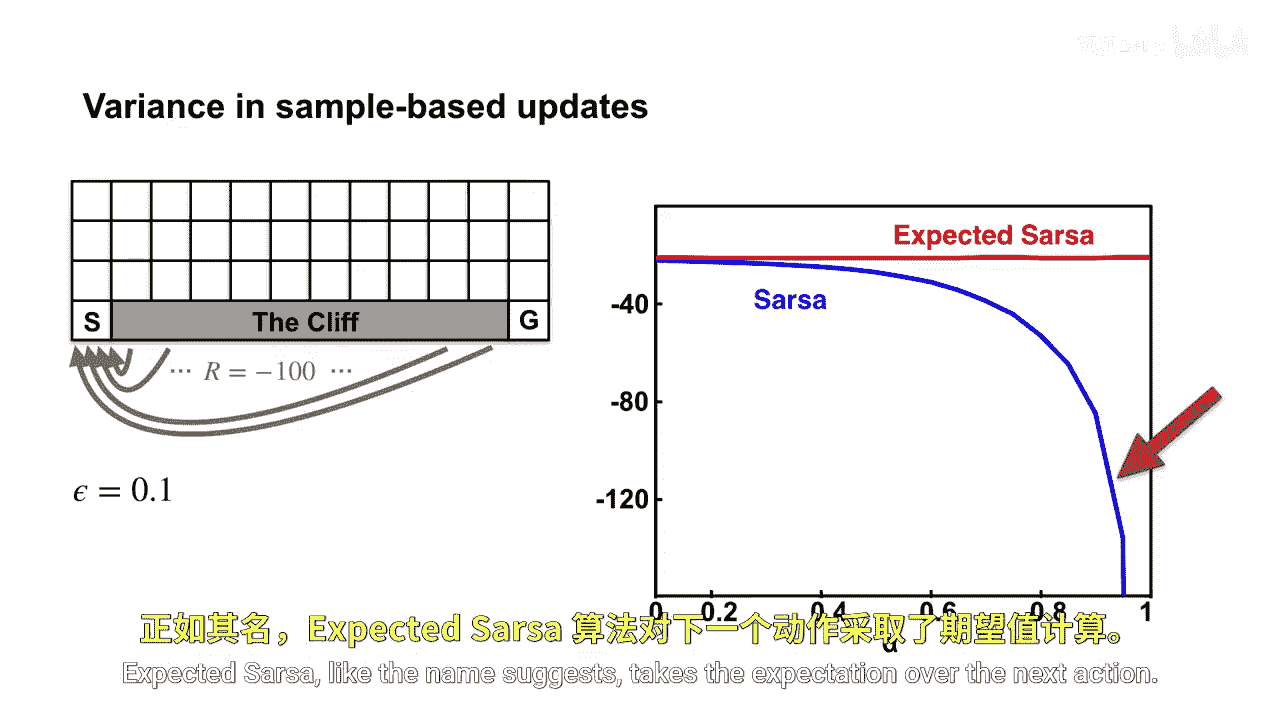 Variance in sample-based updates
S
The Cliff
G
··· R = −100 ···
ϵ = 0.1
Expected Sarsa
Sarsa
-40
-80
-120
0
0.2
0.4
0.6
0.8
1
α
正如其名，Expected Sarsa 算法对下一个动作采取了期望值计算。
Expected Sarsa, like the name suggests, takes the expectation over the next action.